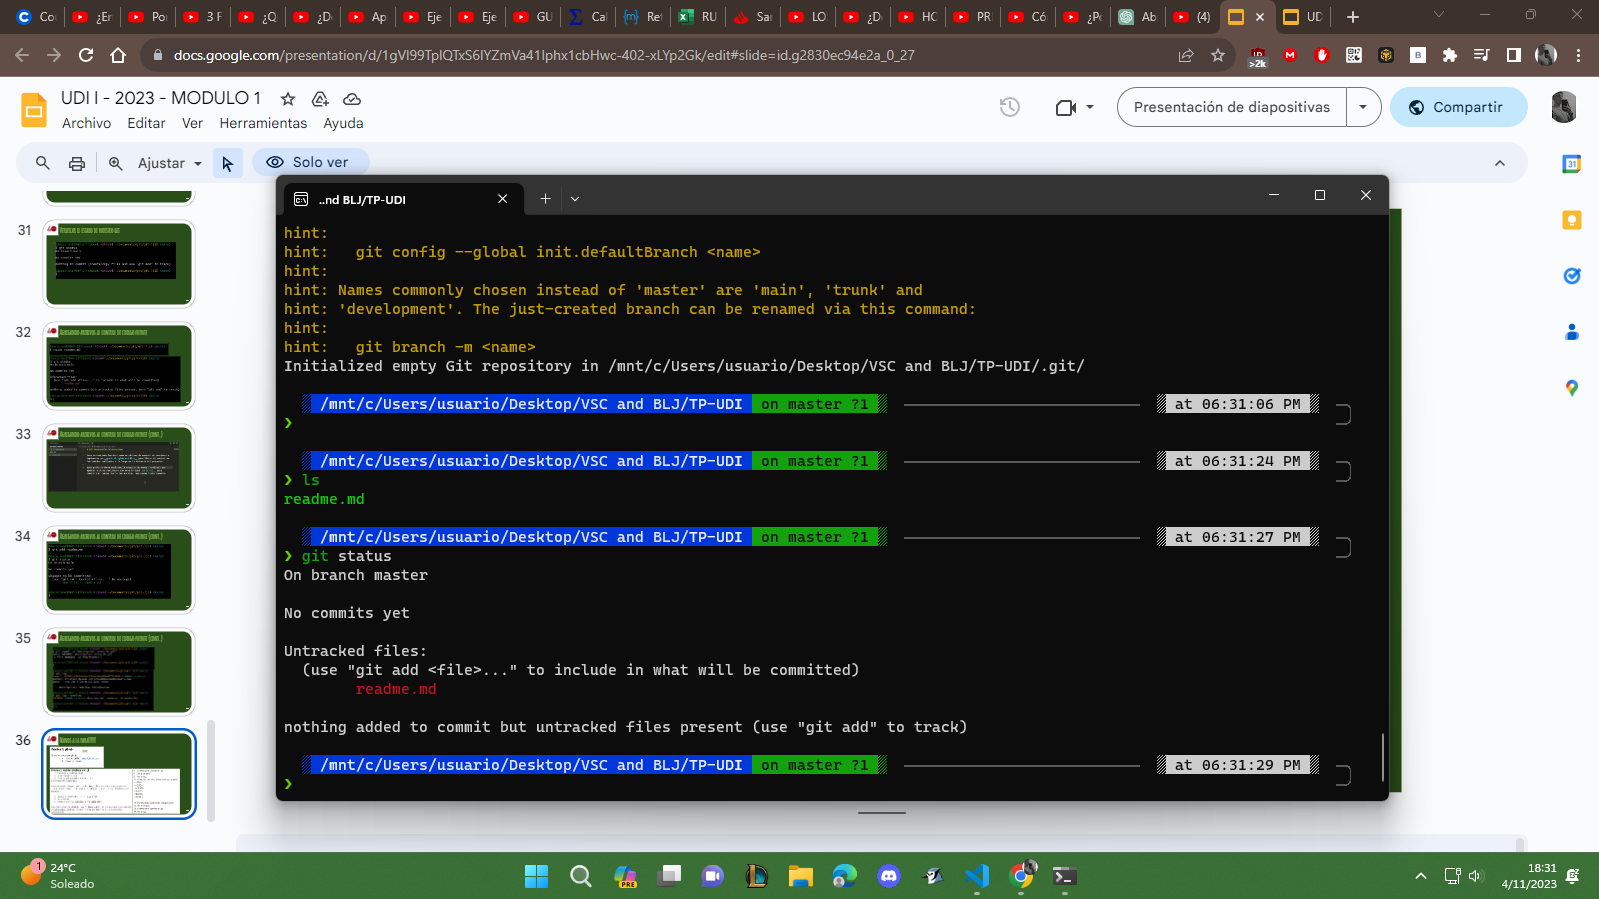 Co
¿Er
Po
3 F
¿Q
¿D
Ap
Eje
Eje
GU
Cal
Ref
RU
Sar
LO
¿D
HC
PR
Có
¿Po
Ab
(4)
UD
docs.google.com/presentation/d/1gVI99TplQTxS6IYZmVa41Iphx1cbHwc-402-xLYp2Gk/edit#slide=id.g2830ec94e2a_0_27
>2k
UDI I - 2023 - MODULO 1
Archivo Editar Ver Herramientas Ayuda
Presentación de diapositivas
Compartir
Ajustar
Solo ver
31
32
33
34
35
36
..nd BLJ/TP-UDI
hint:
hint:   git config --global init.defaultBranch <name>
hint:
hint: Names commonly chosen instead of 'master' are 'main', 'trunk' and
hint: 'development'. The just-created branch can be renamed via this command:
hint:
hint:   git branch -m <name>
Initialized empty Git repository in /mnt/c/Users/usuario/Desktop/VSC and BLJ/TP-UDI/.git/
/mnt/c/Users/usuario/Desktop/VSC and BLJ/TP-UDI on master ?1 at 06:31:06 PM
❯
/mnt/c/Users/usuario/Desktop/VSC and BLJ/TP-UDI on master ?1 at 06:31:24 PM
❯ ls
readme.md
/mnt/c/Users/usuario/Desktop/VSC and BLJ/TP-UDI on master ?1 at 06:31:27 PM
❯ git status
On branch master
No commits yet
Untracked files:
(use "git add <file>..." to include in what will be committed)
readme.md
nothing added to commit but untracked files present (use "git add" to track)
/mnt/c/Users/usuario/Desktop/VSC and BLJ/TP-UDI on master ?1 at 06:31:29 PM
❯
1
24°C
Soleado
PRE
18:31
4/11/2023